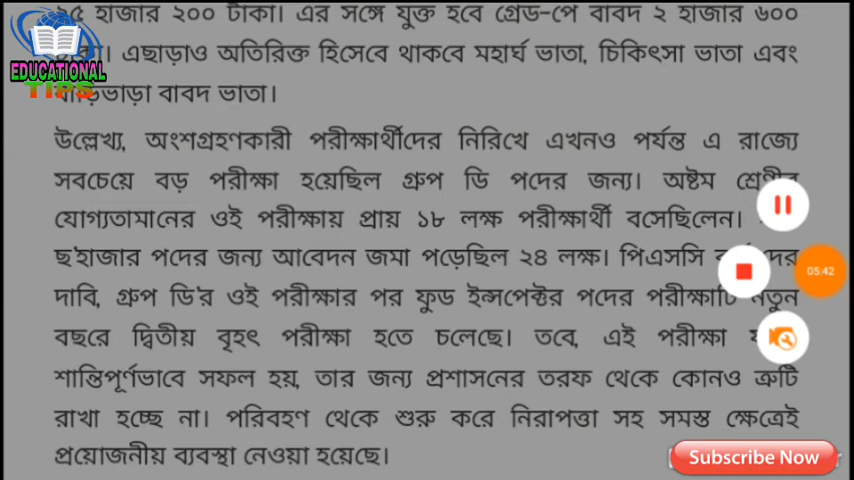 ২৫ হাজার ২০০ টাকা। এর সঙ্গে যুক্ত হবে গ্রেড-পে বাবদ ২ হাজার ৬০০
এছাড়াও অতিরিক্ত হিসেবে থাকবে মহার্ঘ ভাতা, চিকিৎসা ভাতা এবং
EDUCATIONAL
TIPS
বাড়িভাড়া বাবদ ভাতা।
উল্লেখ্য, অংশগ্রহণকারী পরীক্ষার্থীদের নিরিখে এখনও পর্যন্ত এ রাজ্যে
সবচেয়ে বড় পরীক্ষা হয়েছিল গ্রুপ ডি পদের জন্য। অষ্টম শ্রেণীর
যোগ্যতামানের ওই পরীক্ষায় প্রায় ১৮ লক্ষ পরীক্ষার্থী বসেছিলেন।
ছ'হাজার পদের জন্য আবেদন জমা পড়েছিল ২৪ লক্ষ। পিএসসি
দাবি, গ্রুপ ডি'র ওই পরীক্ষার পর ফুড ইন্সপেক্টর পদের পরীক্ষাটি নতুন
05:42
বছরে দ্বিতীয় বৃহৎ পরীক্ষা হতে চলেছে। তবে, এই পরীক্ষা
শান্তিপূর্ণভাবে সফল হয়, তার জন্য প্রশাসনের তরফ থেকে কোনও ত্রুটি
রাখা হচ্ছে না। পরিবহণ থেকে শুরু করে নিরাপত্তা সহ সমস্ত ক্ষেত্রেই
প্রয়োজনীয় ব্যবস্থা নেওয়া হয়েছে।
Subscribe Now